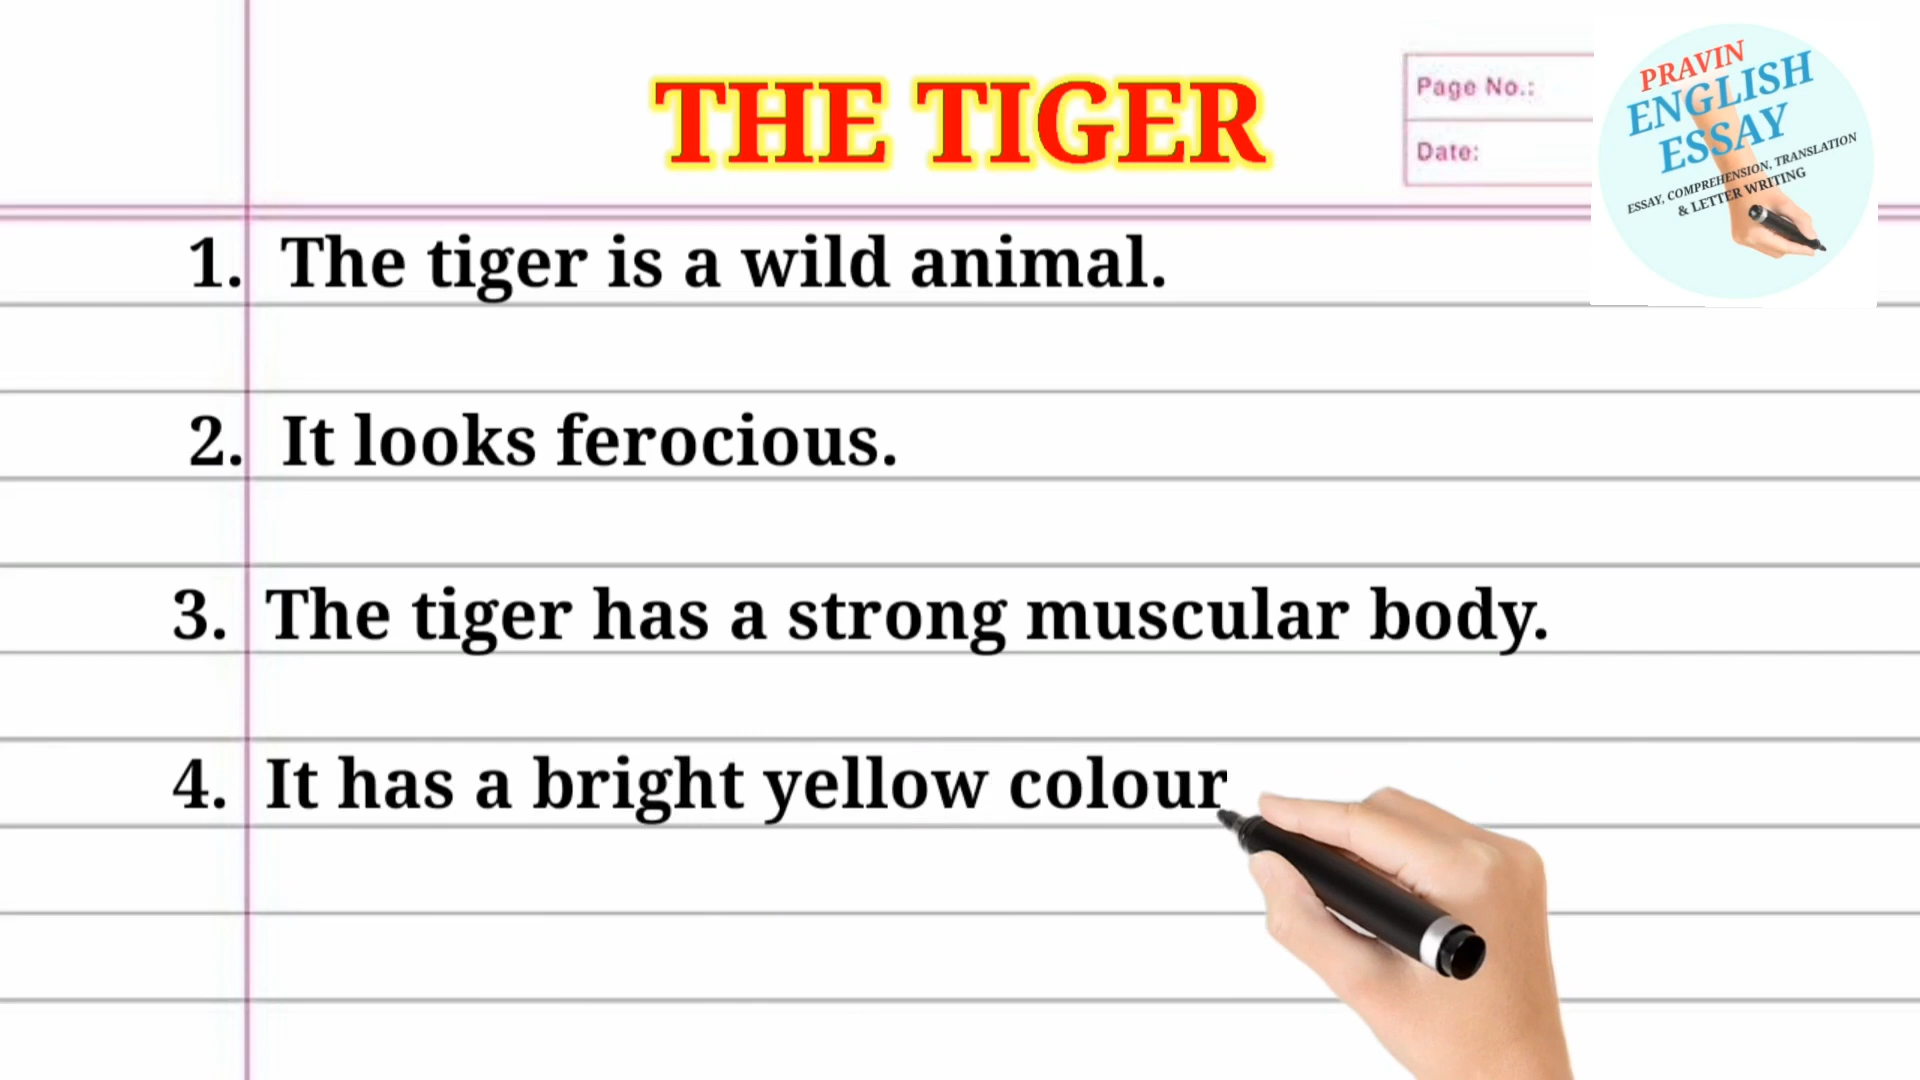 THE TIGER
Page No.:
Date:
PRAVIN
ENGLISH
ESSAY
ESSAY, COMPREHENSION, TRANSLATION
& LETTER WRITING
1. The tiger is a wild animal.
2. It looks ferocious.
3. The tiger has a strong muscular body.
4. It has a bright yellow colour